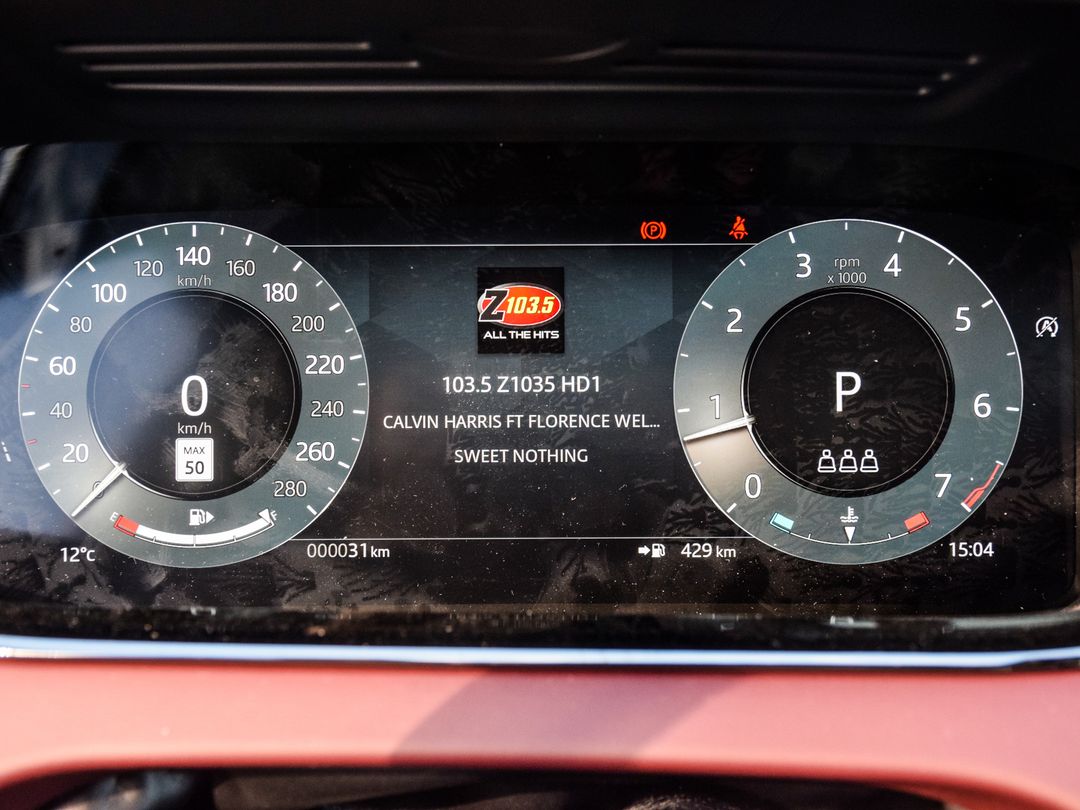 140
120
160
km/h
100
180
80
200
60
220
40
240
20
260
0
280
0
km/h
MAX
50
E
F
12°c
000031 km
Z103.5
ALL THE HITS
103.5 Z1035 HD1
CALVIN HARRIS FT FLORENCE WEL...
SWEET NOTHING
429 km
(P)
rpm
x 1000
3
4
2
5
1
6
0
7
P
15:04
A